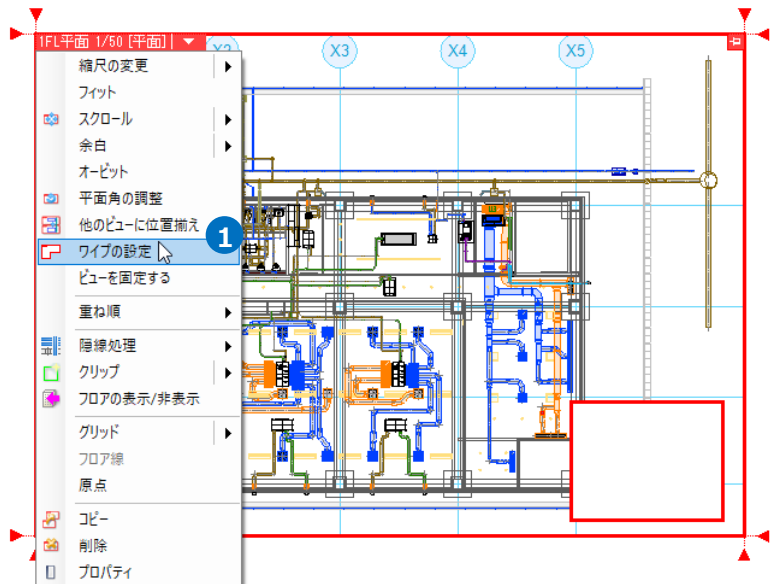 1FL平面 1/50 [平面]
X3
X4
X5
縮尺の変更
フィット
スクロール
余白
オービット
平面角の調整
他のビューに位置揃え
1
ワイプの設定
ビューを固定する
重ね順
隠線処理
クリップ
フロアの表示/非表示
グリッド
フロア線
原点
コピー
削除
プロパティ